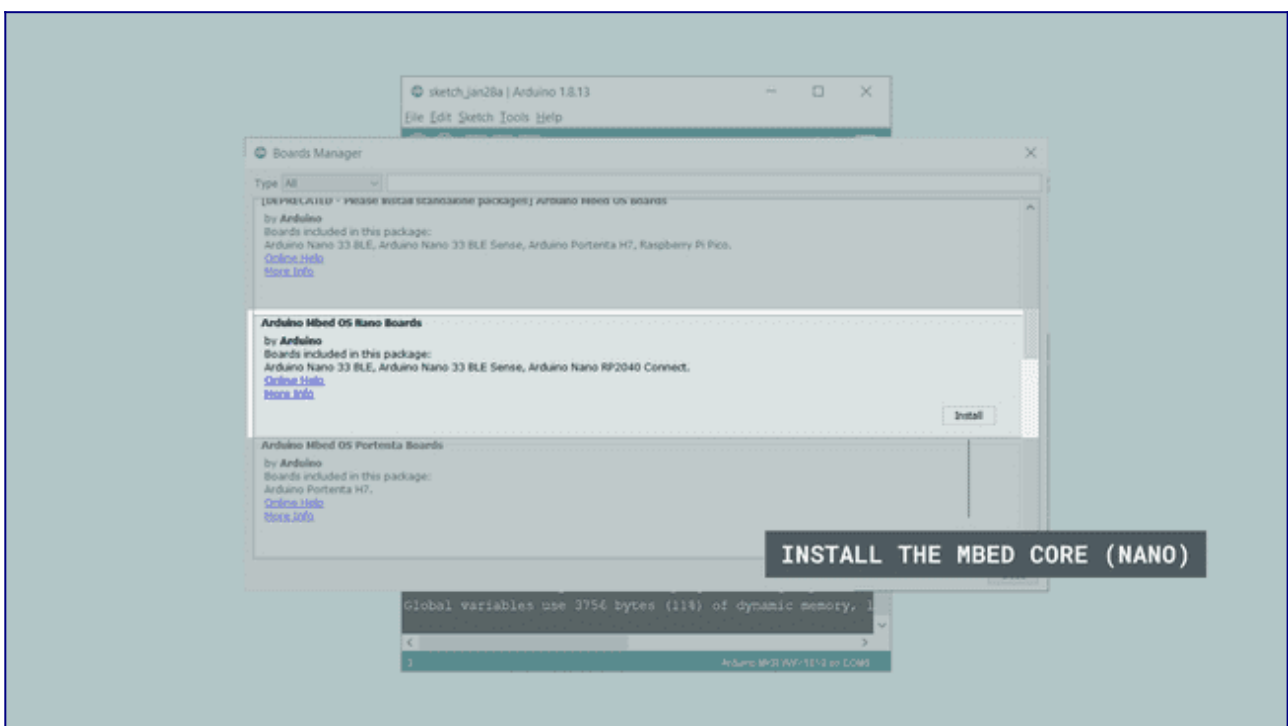 sketch_jan28a | Arduino 1.8.13
File Edit Sketch Tools Help
Boards Manager
Type All
[DEPRECATED - Please install standalone packages] Arduino Mbed OS Boards
by Arduino
Boards included in this package:
Arduino Nano 33 BLE, Arduino Nano 33 BLE Sense, Arduino Portenta H7, Raspberry Pi Pico.
Online Help
More Info
Arduino Mbed OS Nano Boards
by Arduino
Boards included in this package:
Arduino Nano 33 BLE, Arduino Nano 33 BLE Sense, Arduino Nano RP2040 Connect.
Online Help
More Info
Install
Arduino Mbed OS Portenta Boards
by Arduino
Boards included in this package:
Arduino Portenta H7.
Online Help
More Info
INSTALL THE MBED CORE (NANO)
Global variables use 3756 bytes (11%) of dynamic memory, l
3